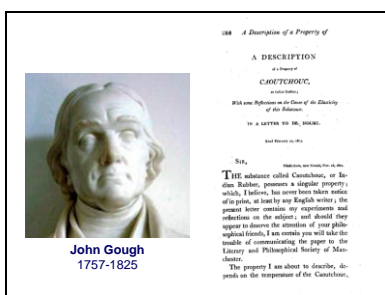 John Gough
1757-1825
288 A Description of a Property of
A DESCRIPTION
of a Property of
CAOUTCHOUC,
or Indian Rubber;
With some Reflections on the Cause of the Elasticity
of this Substance.
IN A LETTER TO DR. HOLME.
SIR,
THE substance called Caoutchouc, or In-
dian Rubber, possesses a singular property;
which, I believe, has never been taken notice
of in print, at least by any English writer; the
present letter contains my experiments and
reflections on the subject; and should they
appear to deserve the attention of your philo-
sophical friends, I am certain you will take the
trouble of communicating the paper to the
Literary and Philosophical Society of Man-
chester.
The property I am about to describe, de-
pends on the temperature of the Caoutchouc,